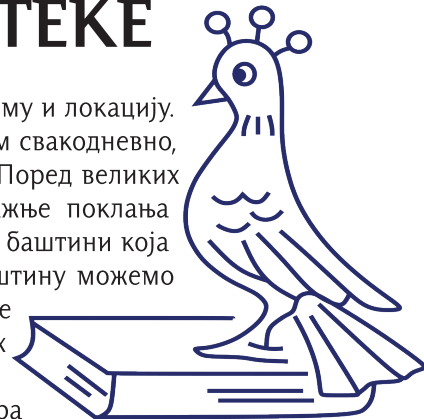 ТЕКЕ
му и локацију.
м свакодневно,
Поред великих
жње поклања
баштини која
штину можемо
е
х
ра